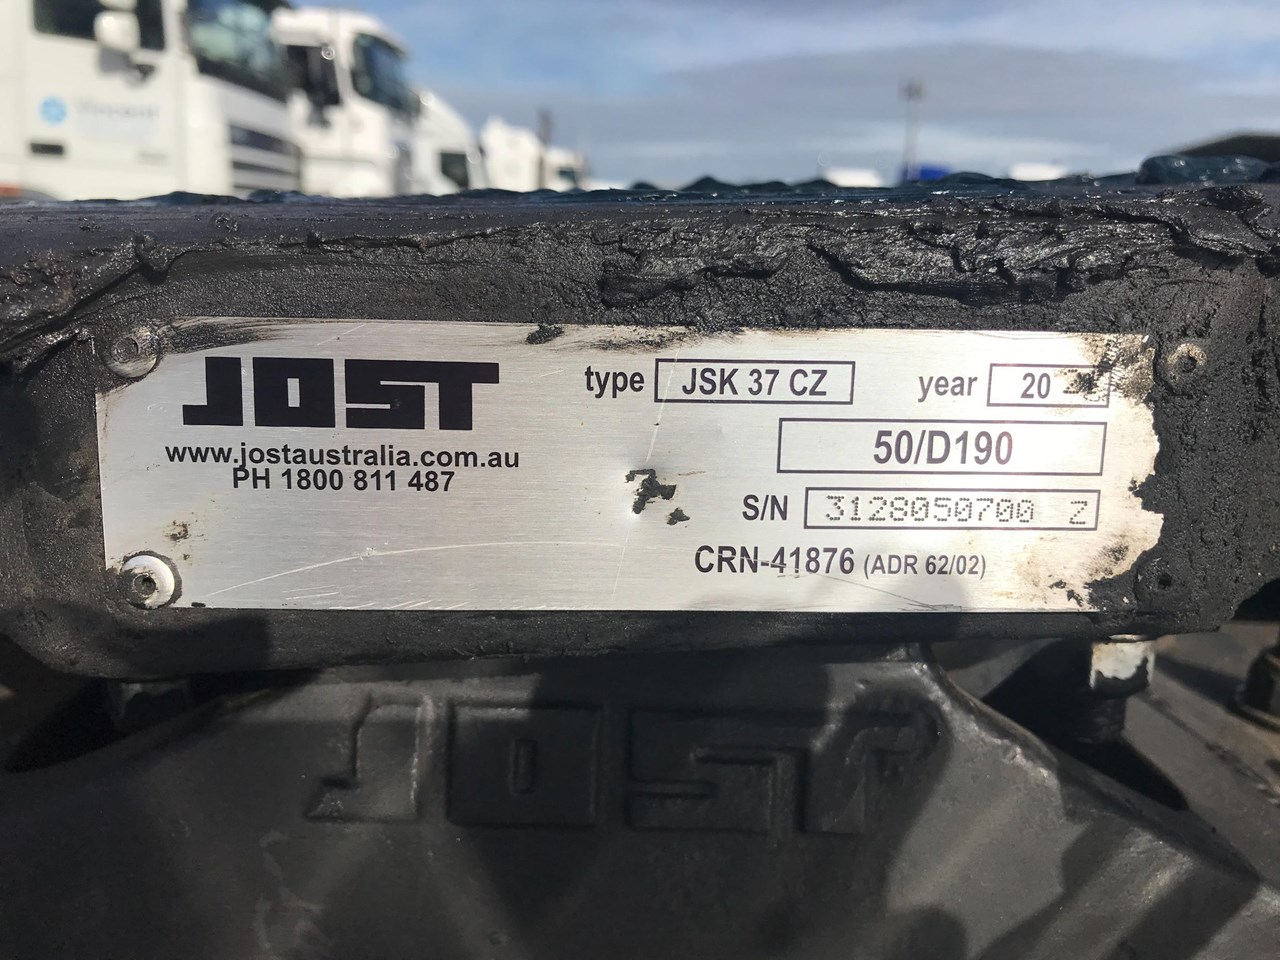 JOST
www.jostaustralia.com.au
PH 1800 811 487
type JSK 37 CZ
year 20
50/D190
S/N 3128050700 Z
CRN-41876 (ADR 62/02)
JOST